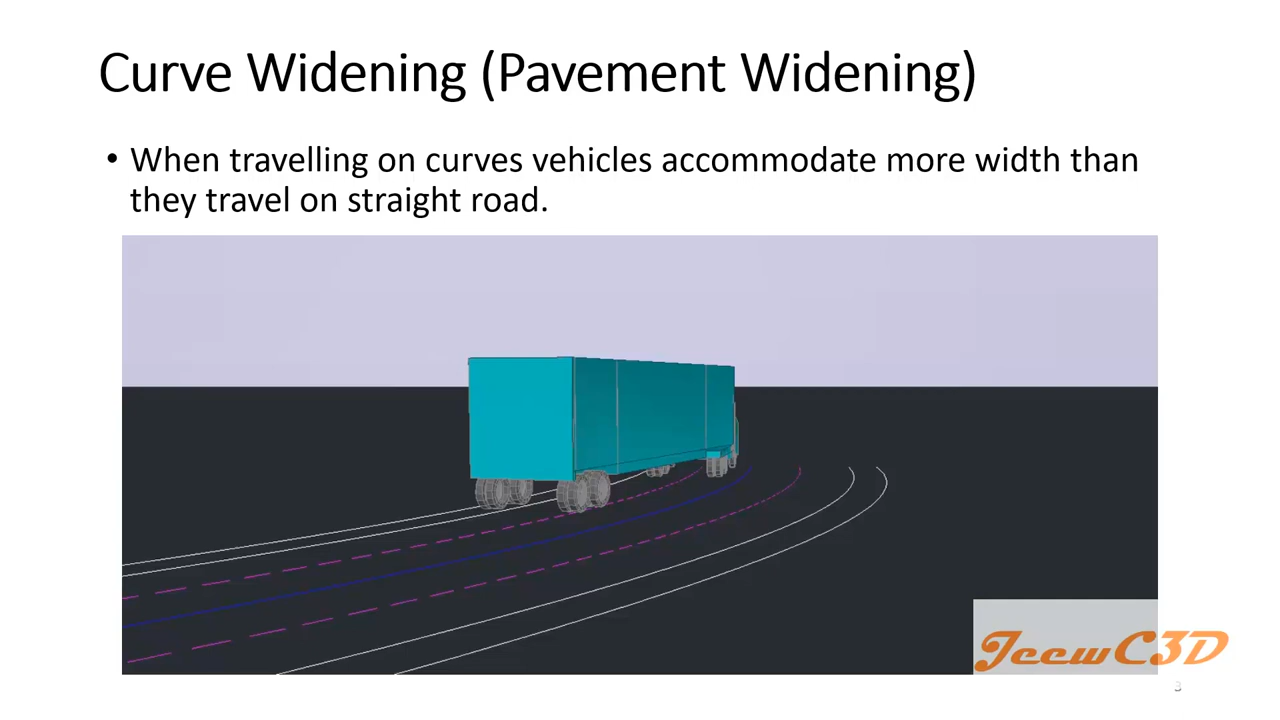 Curve Widening (Pavement Widening)
• When travelling on curves vehicles accommodate more width than
they travel on straight road.
JeewC3D
3